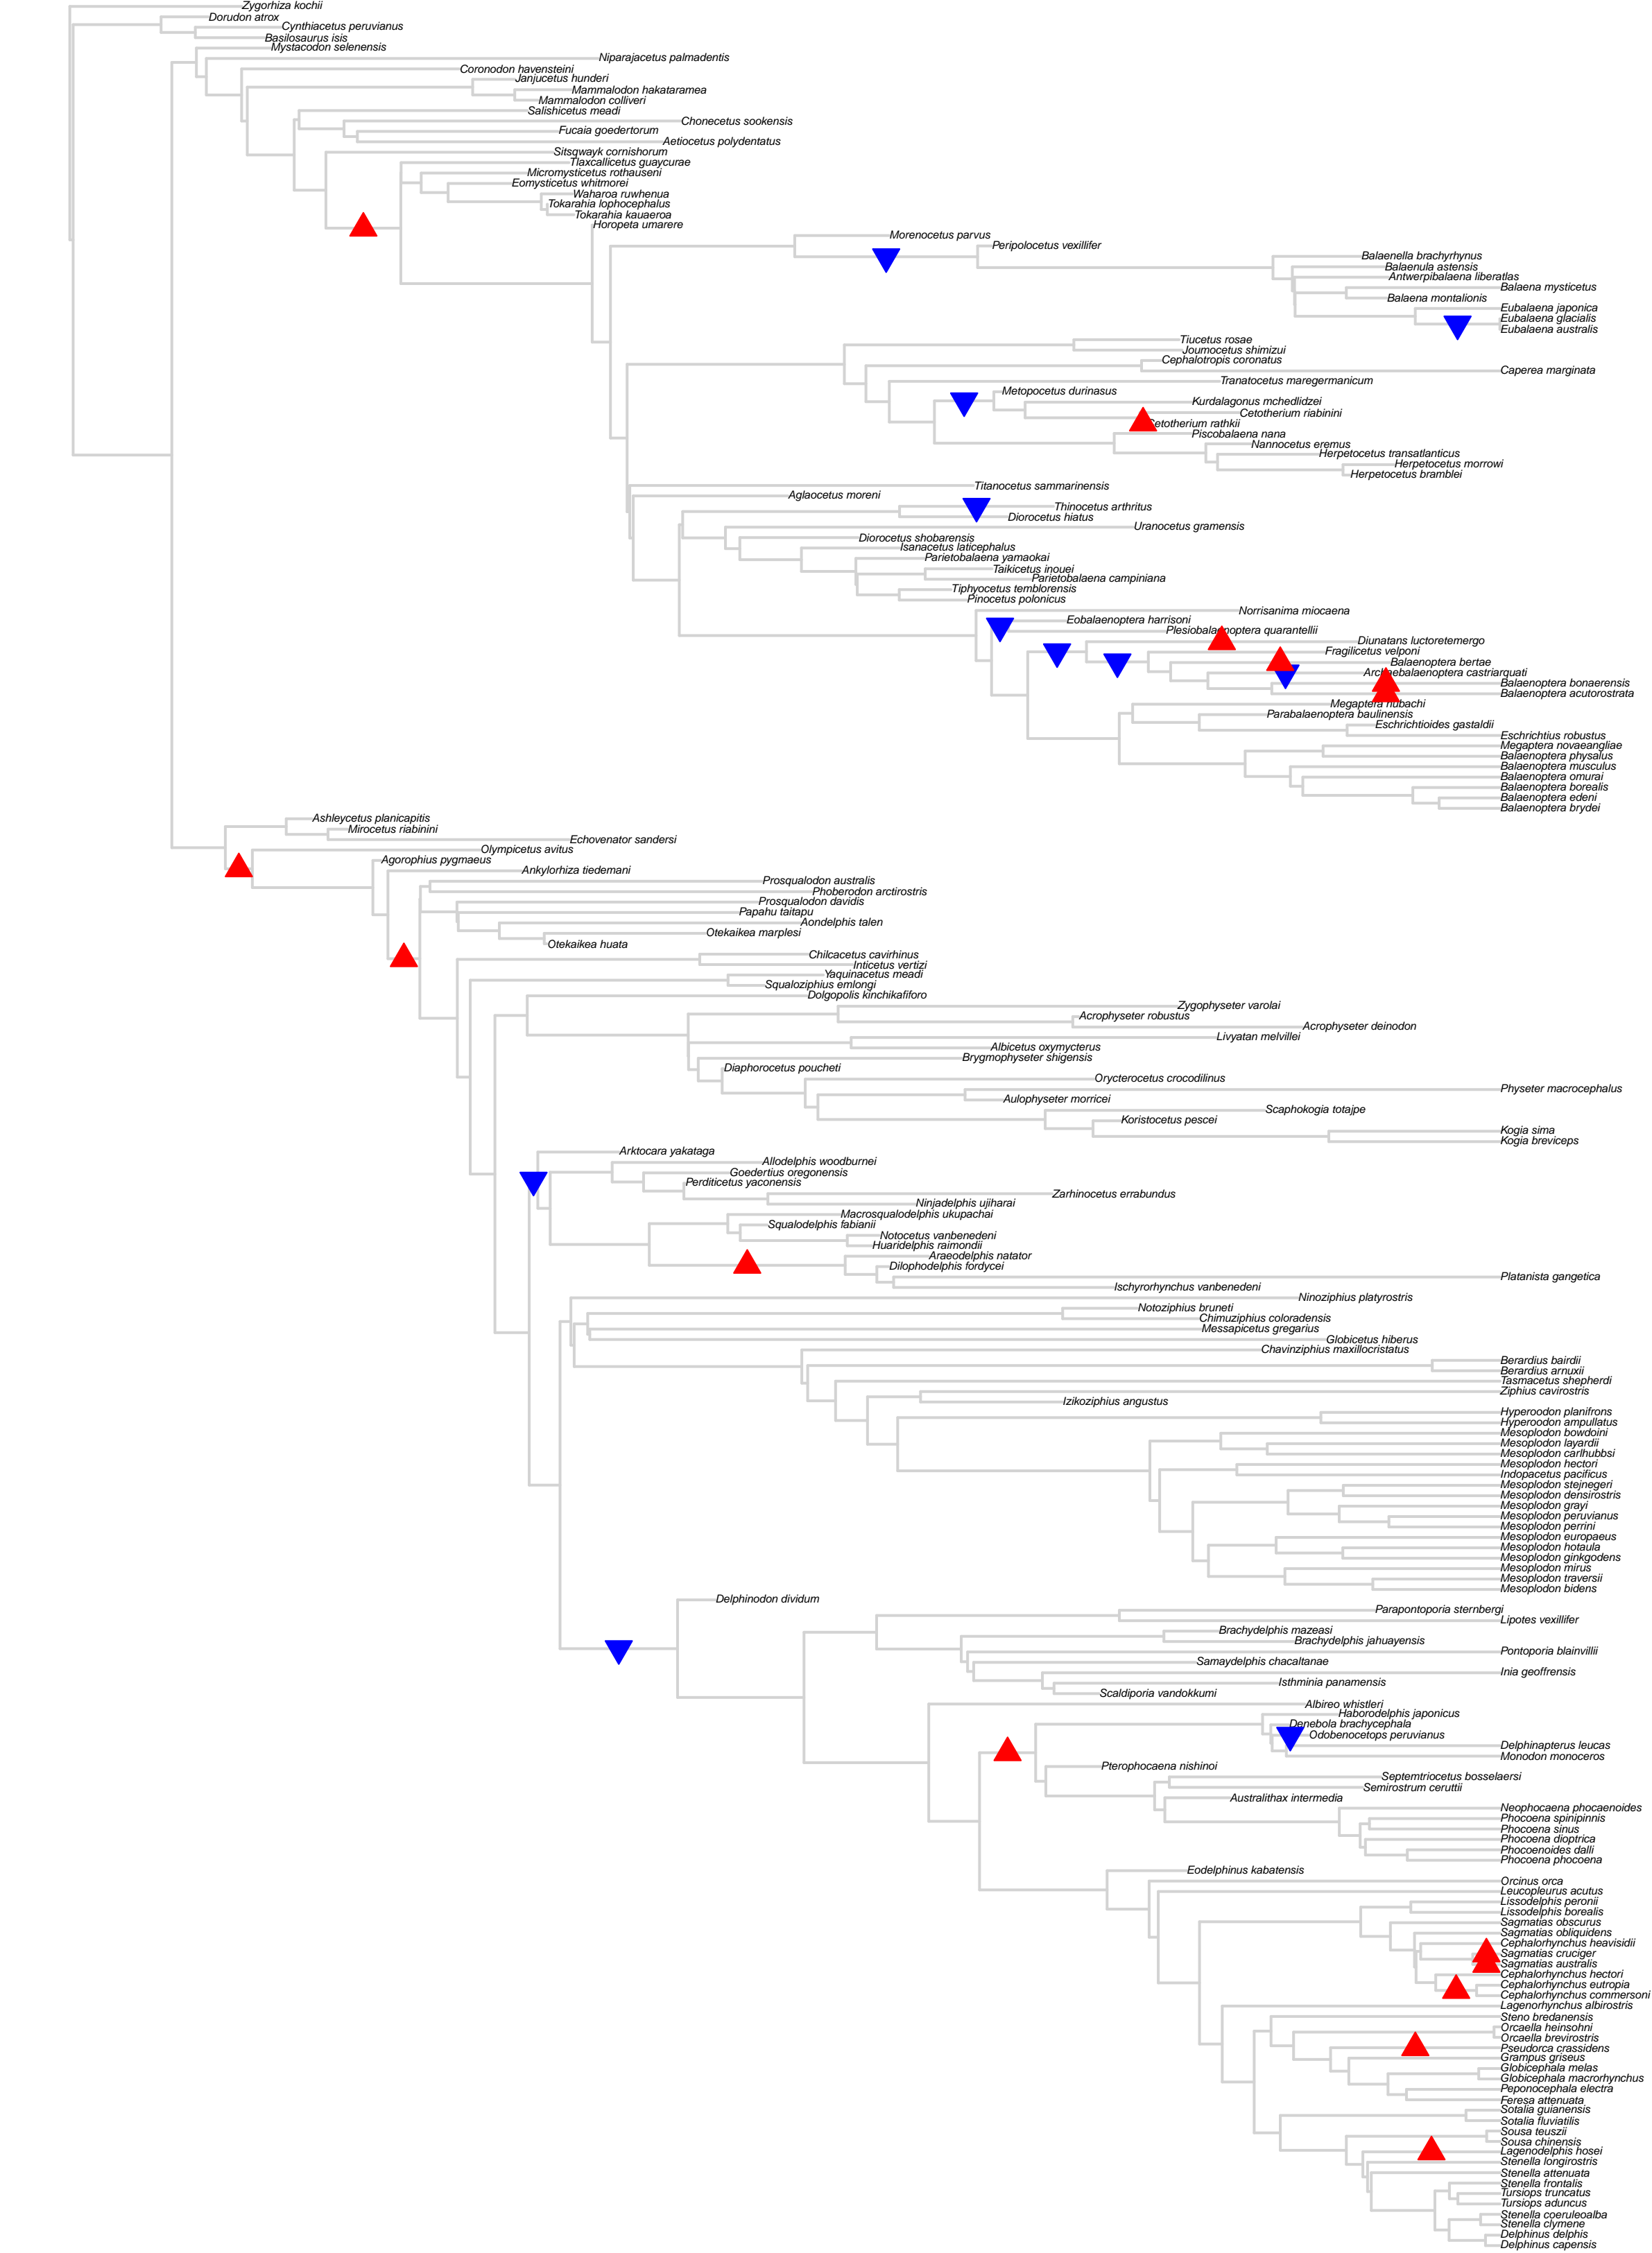 Zygorhiza kochii
Dorudon atrox
Cynthiacetus peruvianus
Basilosaurus isis
Mystacodon selenensis
Niparajacetus palmadentis
Coronodon havensteini
Janjucetus hunderi
Mammalodon hakataramea
Mammalodon colliveri
Salishicetus meadi
Chonecetus sookensis
Fucaia goedertorum
Aetiocetus polydentatus
Sitsqwayk cornishorum
Tlaxcallicetus guaycurae
Micromysticetus rothauseni
Eomysticetus whitmorei
Waharoa ruwhenua
Tokarahia lophocephalus
Tokarahia kauaeroa
Horopeta umarere
Morenocetus parvus
Peripolocetus vexillifer
Balaenella brachyrhynus
Balaenula astensis
Antwerpibalaena liberatlas
Balaena mysticetus
Balaena montalionis
Eubalaena japonica
Eubalaena glacialis
Eubalaena australis
Tiucetus rosae
Joumocetus shimizui
Cephalotropis coronatus
Caperea marginata
Tranatocetus maregermanicum
Metopocetus durinasus
Kurdalagonus mchedlidzei
Cetotherium riabinini
Cetotherium rathkii
Piscobalaena nana
Nannocetus eremus
Herpetocetus transatlanticus
Herpetocetus morrowi
Herpetocetus bramblei
Titanocetus sammarinensis
Aglaocetus moreni
Thinocetus arthritus
Diorocetus hiatus
Uranocetus gramensis
Diorocetus shobarensis
Isanacetus laticephalus
Parietobalaena yamaokai
Taikicetus inouei
Parietobalaena campiniana
Tiphyocetus temblorensis
Pinocetus polonicus
Norrisanima miocaena
Eobalaenoptera harrisoni
Plesiobalaenoptera quarantellii
Diunatans luctoretemergo
Fragilicetus velponi
Balaenoptera bertae
Archaebalaenoptera castriarquati
Balaenoptera bonaerensis
Balaenoptera acutorostrata
Megaptera hubachi
Parabalaenoptera baulinensis
Eschrichtioides gastaldii
Eschrichtius robustus
Megaptera novaeangliae
Balaenoptera physalus
Balaenoptera musculus
Balaenoptera omurai
Balaenoptera borealis
Balaenoptera edeni
Balaenoptera brydei
Ashleycetus planicapitis
Mirocetus riabinini
Echovenator sandersi
Olympicetus avitus
Agorophius pygmaeus
Ankylorhiza tiedemani
Prosqualodon australis
Phoberodon arctirostris
Prosqualodon davidis
Papahu taitapu
Aondelphis talen
Otekaikea marplesi
Otekaikea huata
Chilcacetus cavirhinus
Inticetus vertizi
Yaquinacetus meadi
Squaloziphius emlongi
Dolgopolis kinchikafiforo
Zygophyseter varolai
Acrophyseter robustus
Acrophyseter deinodon
Livyatan melvillei
Albicetus oxymycterus
Brygmophyseter shigensis
Diaphorocetus poucheti
Orycterocetus crocodilinus
Physeter macrocephalus
Aulophyseter morricei
Scaphokogia totajpe
Koristocetus pescei
Kogia sima
Kogia breviceps
Arktocara yakataga
Allodelphis woodburnei
Goedertius oregonensis
Perditicetus yaconensis
Zarhinocetus errabundus
Ninjadelphis ujiharai
Macrosqualodelphis ukupachai
Squalodelphis fabianii
Notocetus vanbenedeni
Huaridelphis raimondii
Araeodelphis natator
Dilophodelphis fordycei
Platanista gangetica
Ischyrorhynchus vanbenedeni
Ninoziphius platyrostris
Notoziphius bruneti
Chimuziphius coloradensis
Messapicetus gregarius
Globicetus hiberus
Chavinziphius maxillocristatus
Berardius bairdii
Berardius arnuxii
Tasmacetus shepherdi
Ziphius cavirostris
Izikoziphius angustus
Hyperoodon planifrons
Hyperoodon ampullatus
Mesoplodon bowdoini
Mesoplodon layardii
Mesoplodon carlhubbsi
Mesoplodon hectori
Indopacetus pacificus
Mesoplodon stejnegeri
Mesoplodon densirostris
Mesoplodon grayi
Mesoplodon peruvianus
Mesoplodon perrini
Mesoplodon europaeus
Mesoplodon hotaula
Mesoplodon ginkgodens
Mesoplodon mirus
Mesoplodon traversii
Mesoplodon bidens
Delphinodon dividum
Parapontoporia sternbergi
Lipotes vexillifer
Brachydelphis mazeasi
Brachydelphis jahuayensis
Pontoporia blainvillii
Samaydelphis chacaltanae
Inia geoffrensis
Isthminia panamensis
Scaldiporia vandokkumi
Albireo whistleri
Haborodelphis japonicus
Denebola brachycephala
Odobenocetops peruvianus
Delphinapterus leucas
Monodon monoceros
Pterophocaena nishinoi
Septemtriocetus bosselaersi
Semirostrum ceruttii
Australithax intermedia
Neophocaena phocaenoides
Phocoena spinipinnis
Phocoena sinus
Phocoena dioptrica
Phocoenoides dalli
Phocoena phocoena
Eodelphinus kabatensis
Orcinus orca
Leucopleurus acutus
Lissodelphis peronii
Lissodelphis borealis
Sagmatias obscurus
Sagmatias obliquidens
Cephalorhynchus heavisidii
Sagmatias cruciger
Sagmatias australis
Cephalorhynchus hectori
Cephalorhynchus eutropia
Cephalorhynchus commersoni
Lagenorhynchus albirostris
Steno bredanensis
Orcaella heinsohni
Orcaella brevirostris
Pseudorca crassidens
Grampus griseus
Globicephala melas
Globicephala macrorhynchus
Peponocephala electra
Feresa attenuata
Sotalia guianensis
Sotalia fluviatilis
Sousa teuszii
Sousa chinensis
Lagenodelphis hosei
Stenella longirostris
Stenella attenuata
Stenella frontalis
Tursiops truncatus
Tursiops aduncus
Stenella coeruleoalba
Stenella clymene
Delphinus delphis
Delphinus capensis